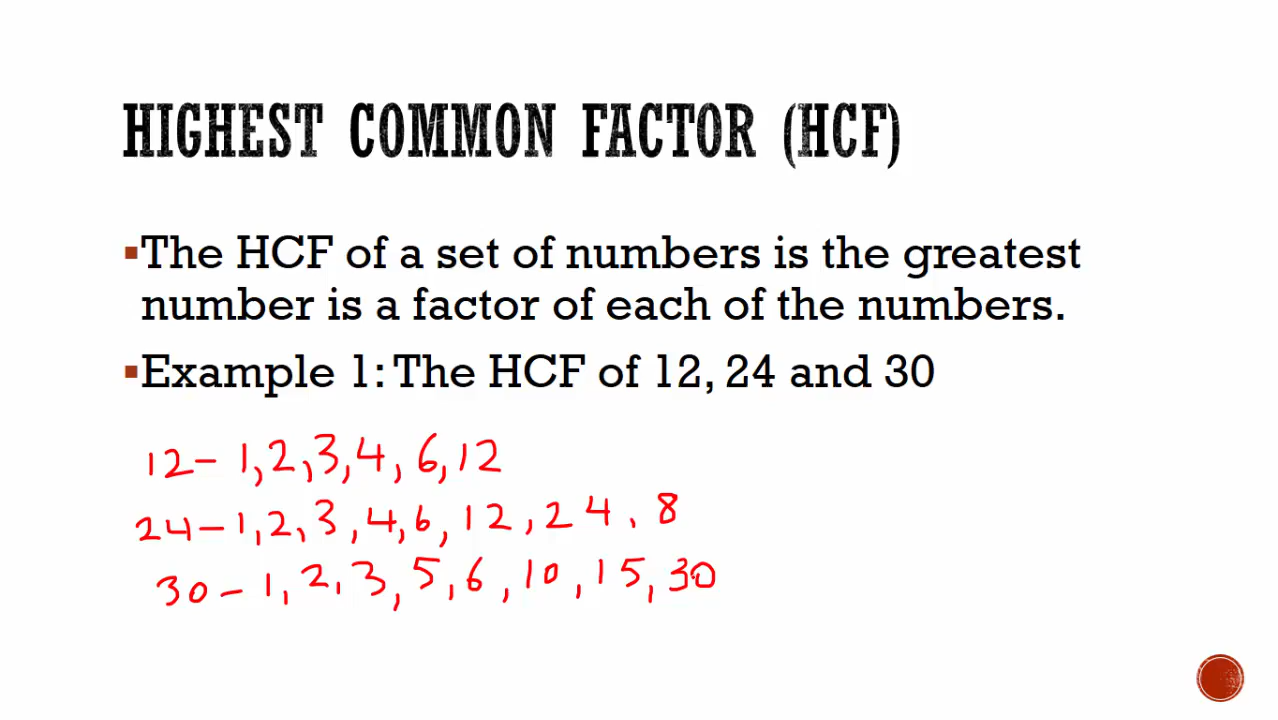 HIGHEST COMMON FACTOR (HCF)
▪The HCF of a set of numbers is the greatest
number is a factor of each of the numbers.
▪Example 1: The HCF of 12, 24 and 30
12 - 1, 2, 3, 4, 6, 12
24 - 1, 2, 3, 4, 6, 12, 24, 8
30 - 1, 2, 3, 5, 6, 10, 15, 30